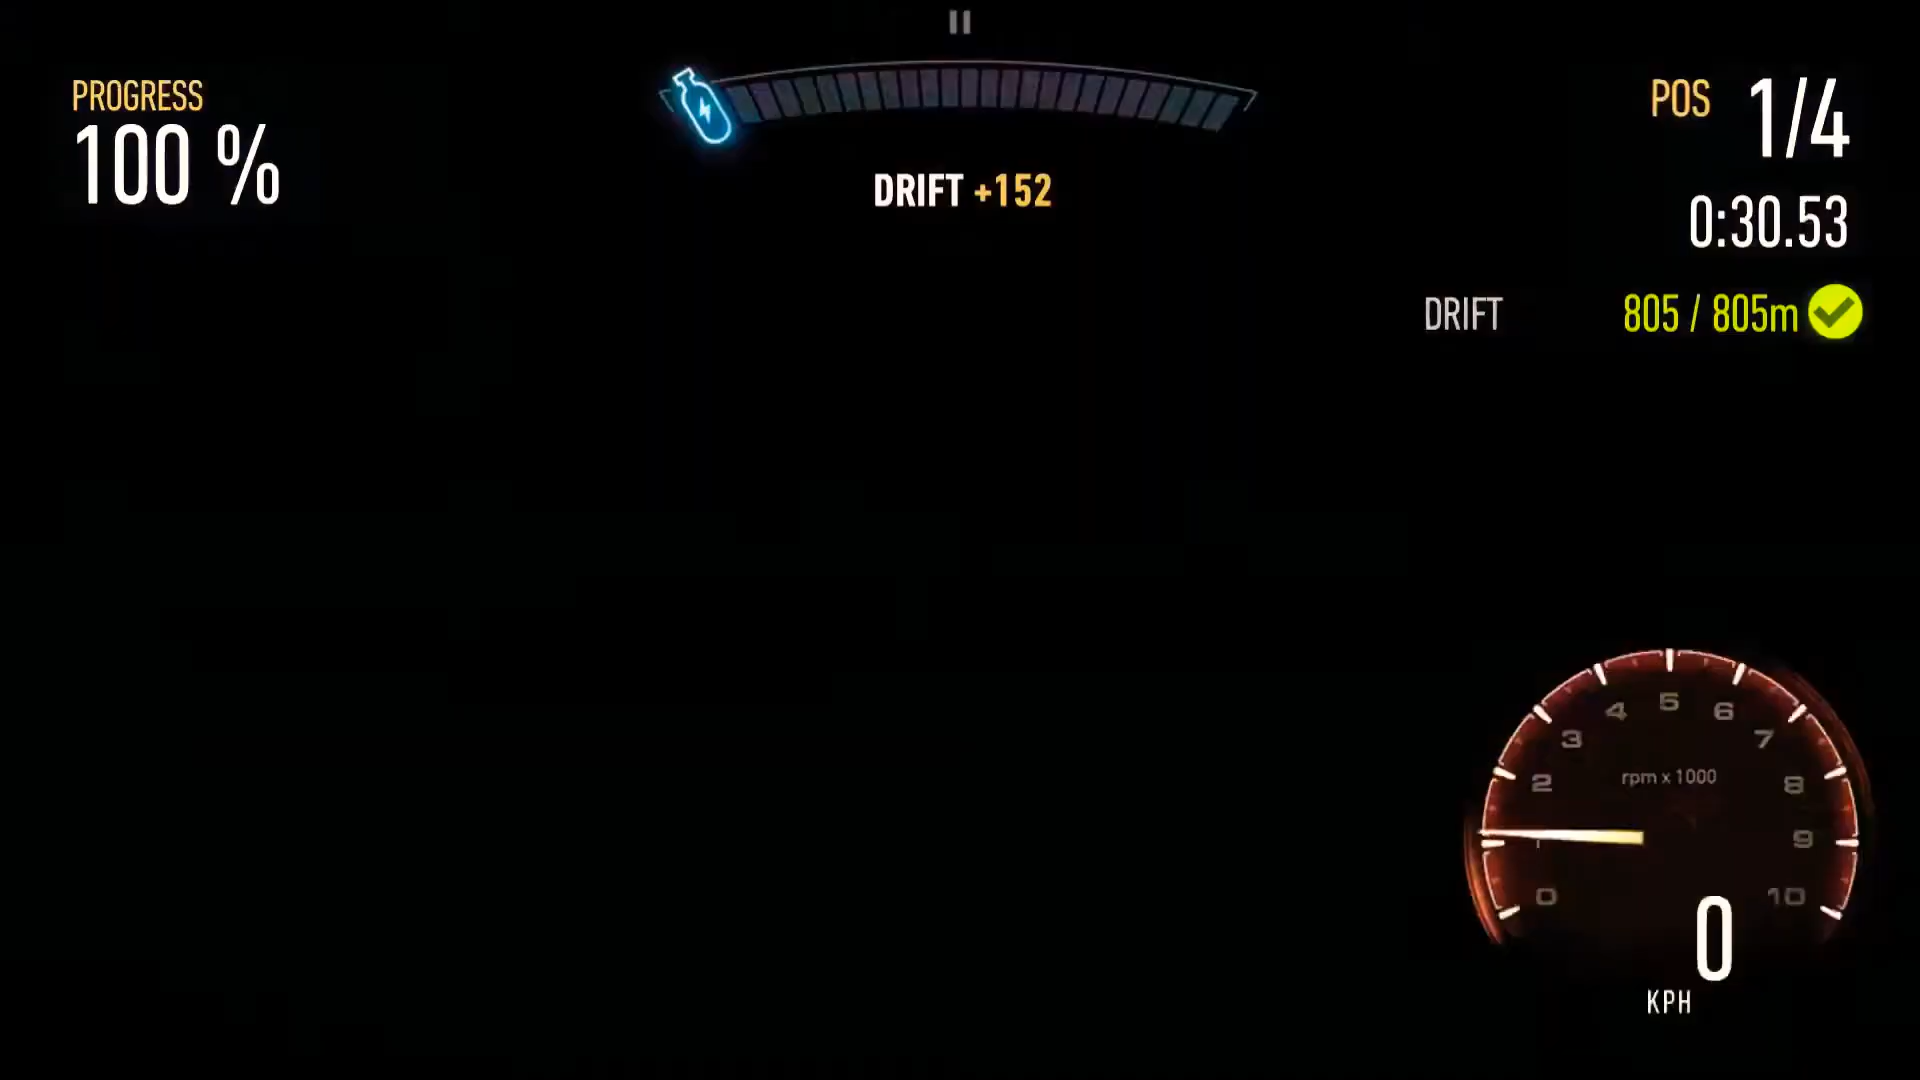 PROGRESS
100 %
DRIFT +152
POS 1/4
0:30.53
DRIFT 805 / 805m
0 2 3 4 5 6 7 8 9 10
rpm x 1000
0
KPH